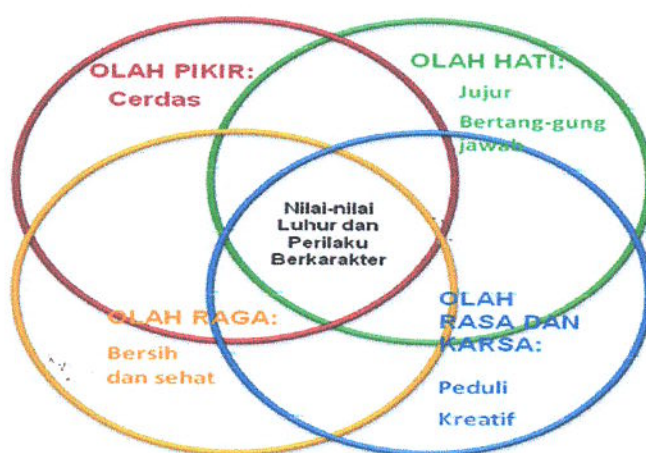 OLAH PIKIR:
Cerdas
OLAH HATI:
Jujur
Bertang-gung
jawab
Nilai-nilai
Luhur dan
Perilaku
Berkarakter
OLAH RAGA:
Bersih
dan sehat
OLAH
RASA DAN
KARSA:
Peduli
Kreatif